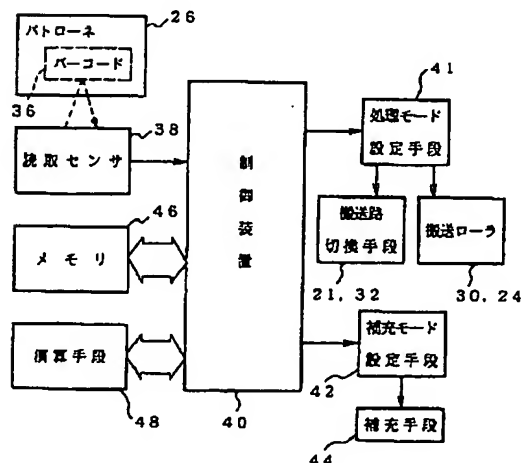 26
パトローネ
バーコード
36
38
読取センサ
46
メモリ
演算手段
48
制御装置
40
41
処理モード
設定手段
搬送路
切換手段
21, 32
搬送ローラ
30, 24
補充モード
設定手段
42
補充手段
44